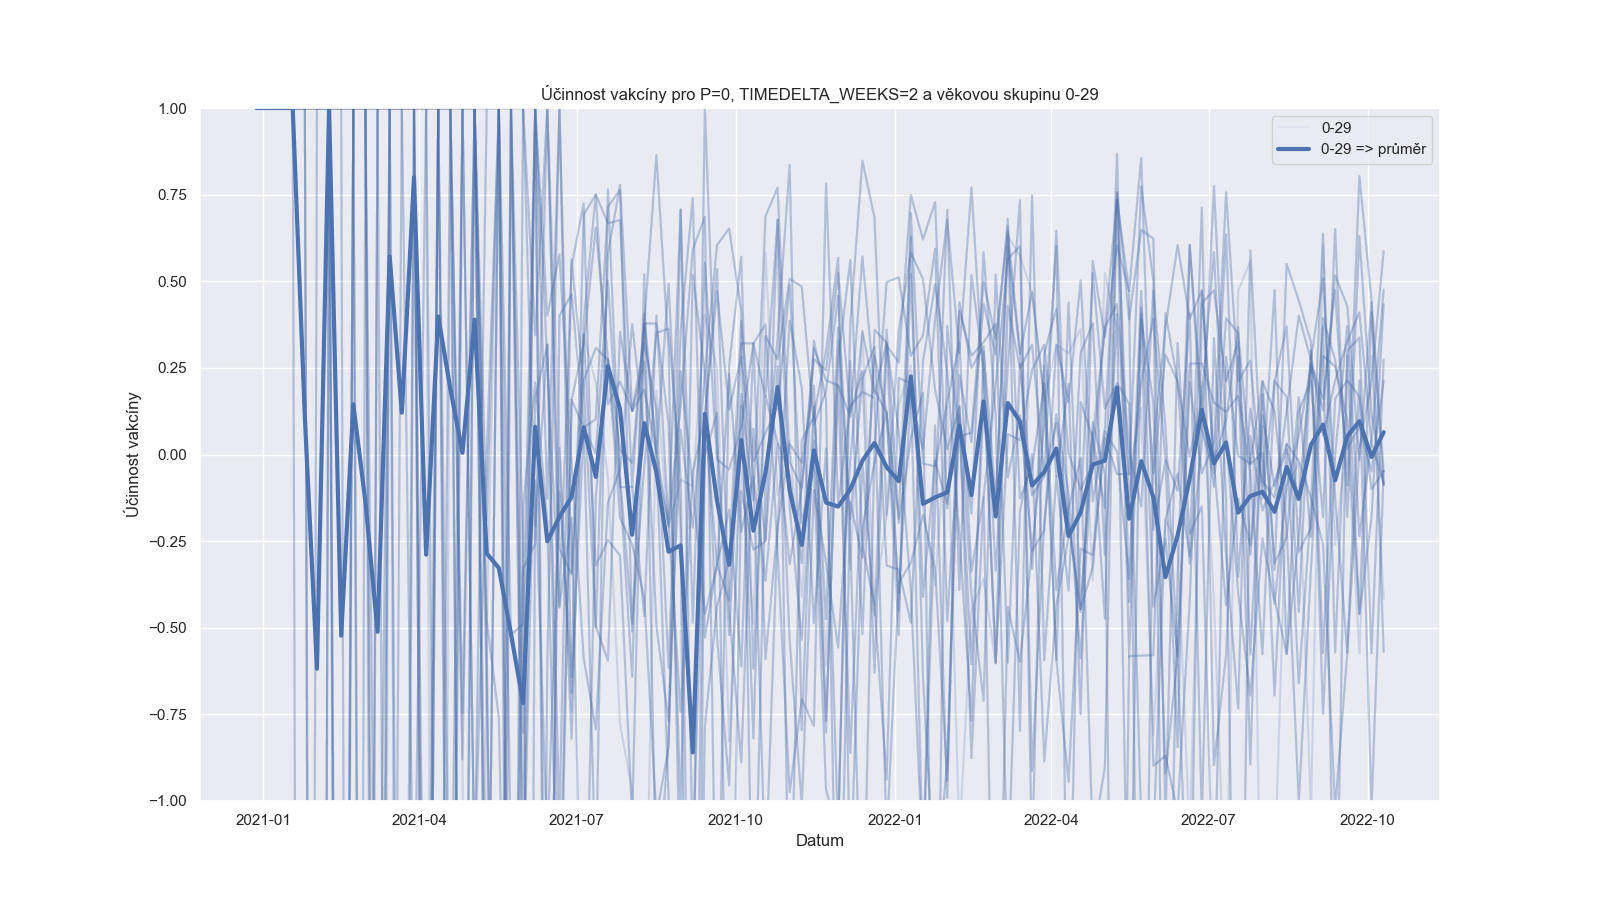 Účinnost vakcíny pro P=0, TIMEDELTA_WEEKS=2 a věkovou skupinu 0-29
0-29
0-29 => průměr
1.00
0.75
0.50
0.25
0.00
−0.25
−0.50
−0.75
−1.00
Účinnost vakcíny
2021-01 2021-04 2021-07 2021-10 2022-01 2022-04 2022-07 2022-10
Datum